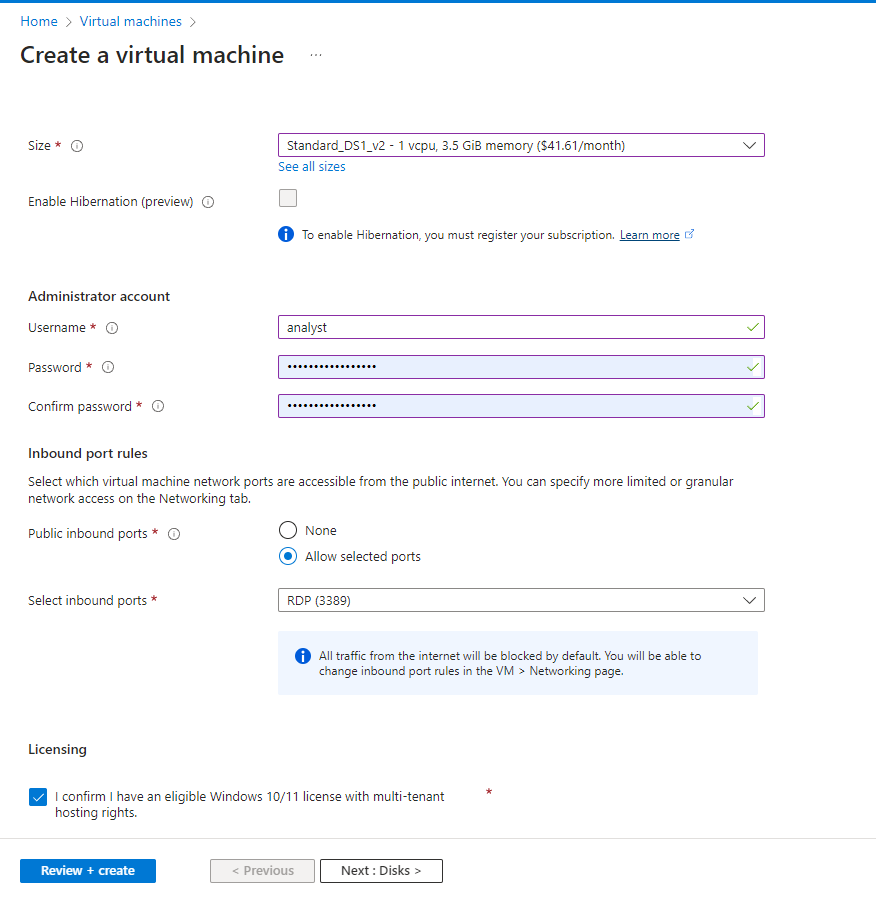 Home > Virtual machines >
Create a virtual machine ...
Size *
Standard_DS1_v2 - 1 vcpu, 3.5 GiB memory ($41.61/month)
See all sizes
Enable Hibernation (preview)
To enable Hibernation, you must register your subscription. Learn more
Administrator account
Username *
analyst
Password *
•••••••••••••••••
Confirm password *
•••••••••••••••••
Inbound port rules
Select which virtual machine network ports are accessible from the public internet. You can specify more limited or granular
network access on the Networking tab.
Public inbound ports *
None
Allow selected ports
Select inbound ports *
RDP (3389)
All traffic from the internet will be blocked by default. You will be able to
change inbound port rules in the VM > Networking page.
Licensing
I confirm I have an eligible Windows 10/11 license with multi-tenant *
hosting rights.
Review + create
< Previous
Next : Disks >